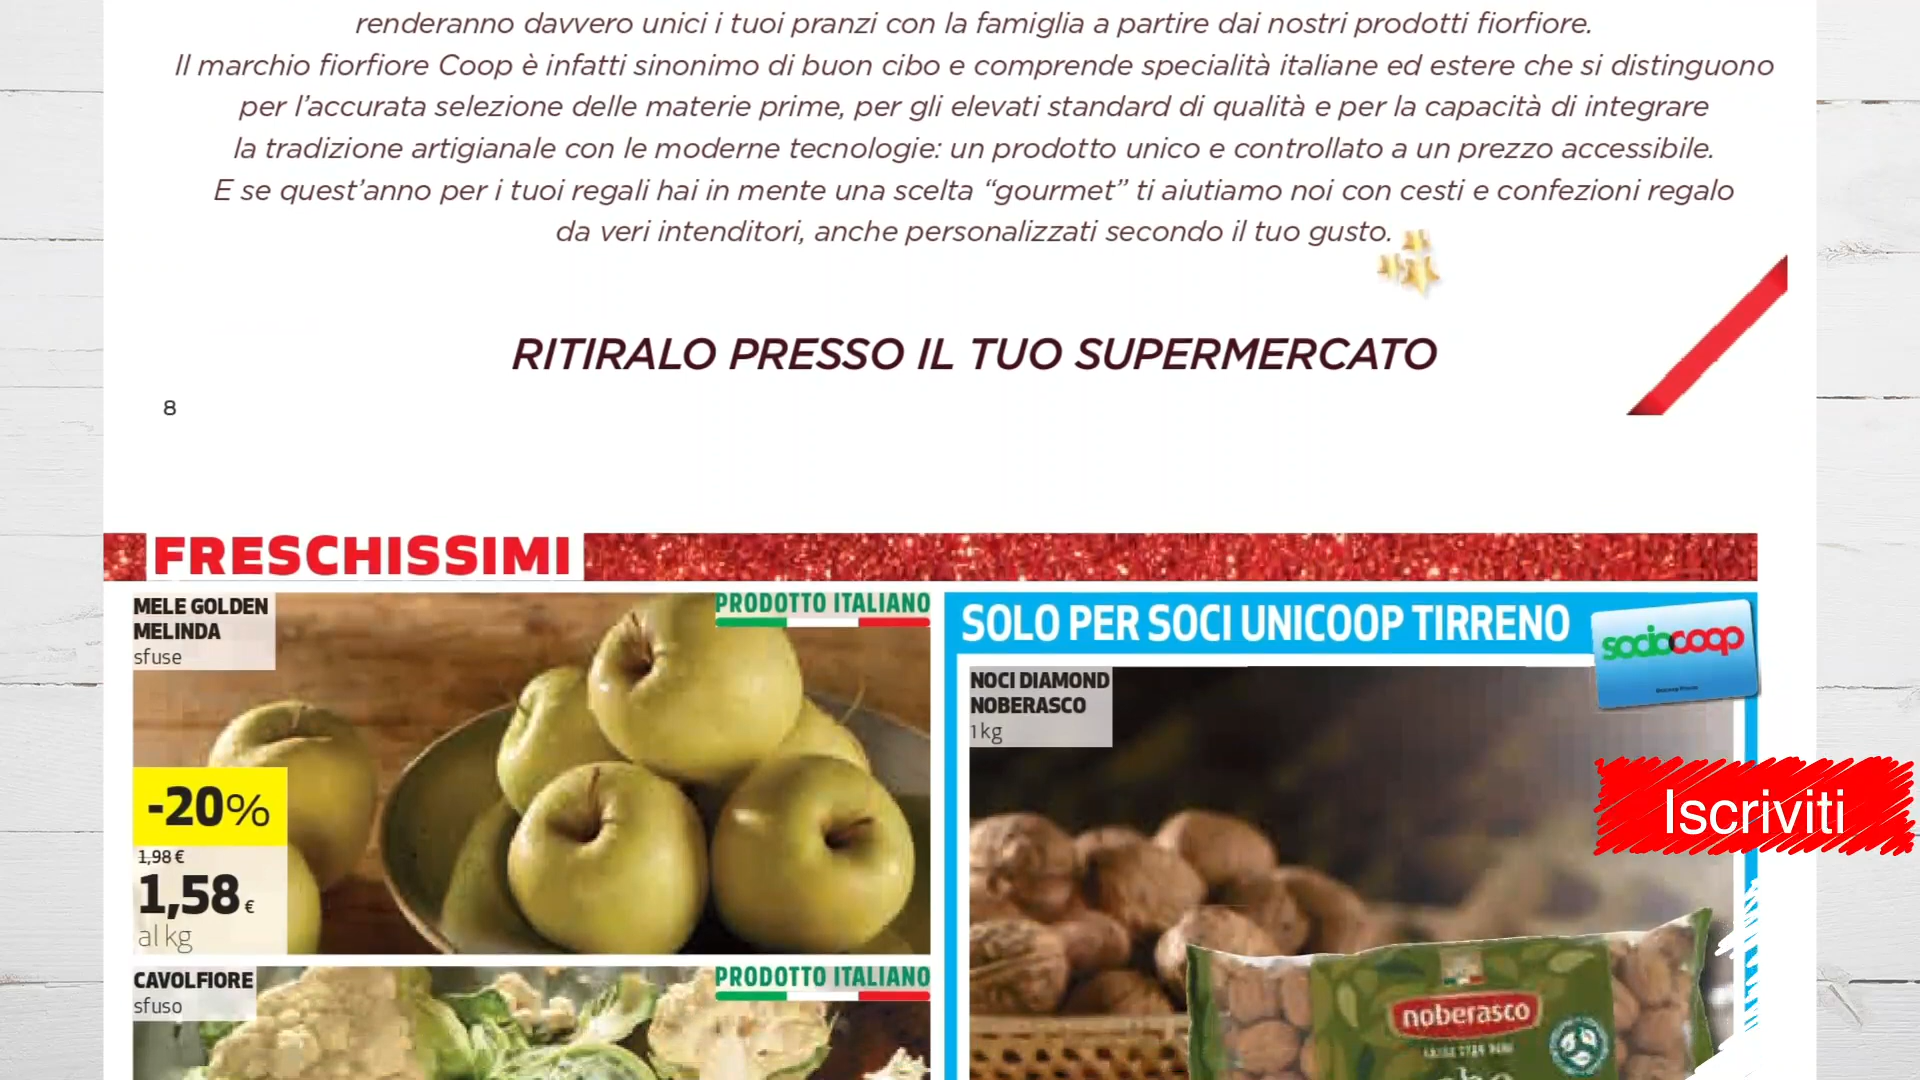 renderanno davvero unici i tuoi pranzi con la famiglia a partire dai nostri prodotti fiorfiore.
Il marchio fiorfiore Coop è infatti sinonimo di buon cibo e comprende specialità italiane ed estere che si distinguono
per l’accurata selezione delle materie prime, per gli elevati standard di qualità e per la capacità di integrare
la tradizione artigianale con le moderne tecnologie: un prodotto unico e controllato a un prezzo accessibile.
E se quest’anno per i tuoi regali hai in mente una scelta “gourmet” ti aiutiamo noi con cesti e confezioni regalo
da veri intenditori, anche personalizzati secondo il tuo gusto.
RITIRALO PRESSO IL TUO SUPERMERCATO
8
FRESCHISSIMI
MELE GOLDEN
MELINDA
sfuse
PRODOTTO ITALIANO
-20%
1,98 €
1,58 €
al kg
CAVOLFIORE
sfuso
PRODOTTO ITALIANO
SOLO PER SOCI UNICOOP TIRRENO
sociocoop
NOCI DIAMOND
NOBERASCO
1 kg
Iscriviti
noberasco